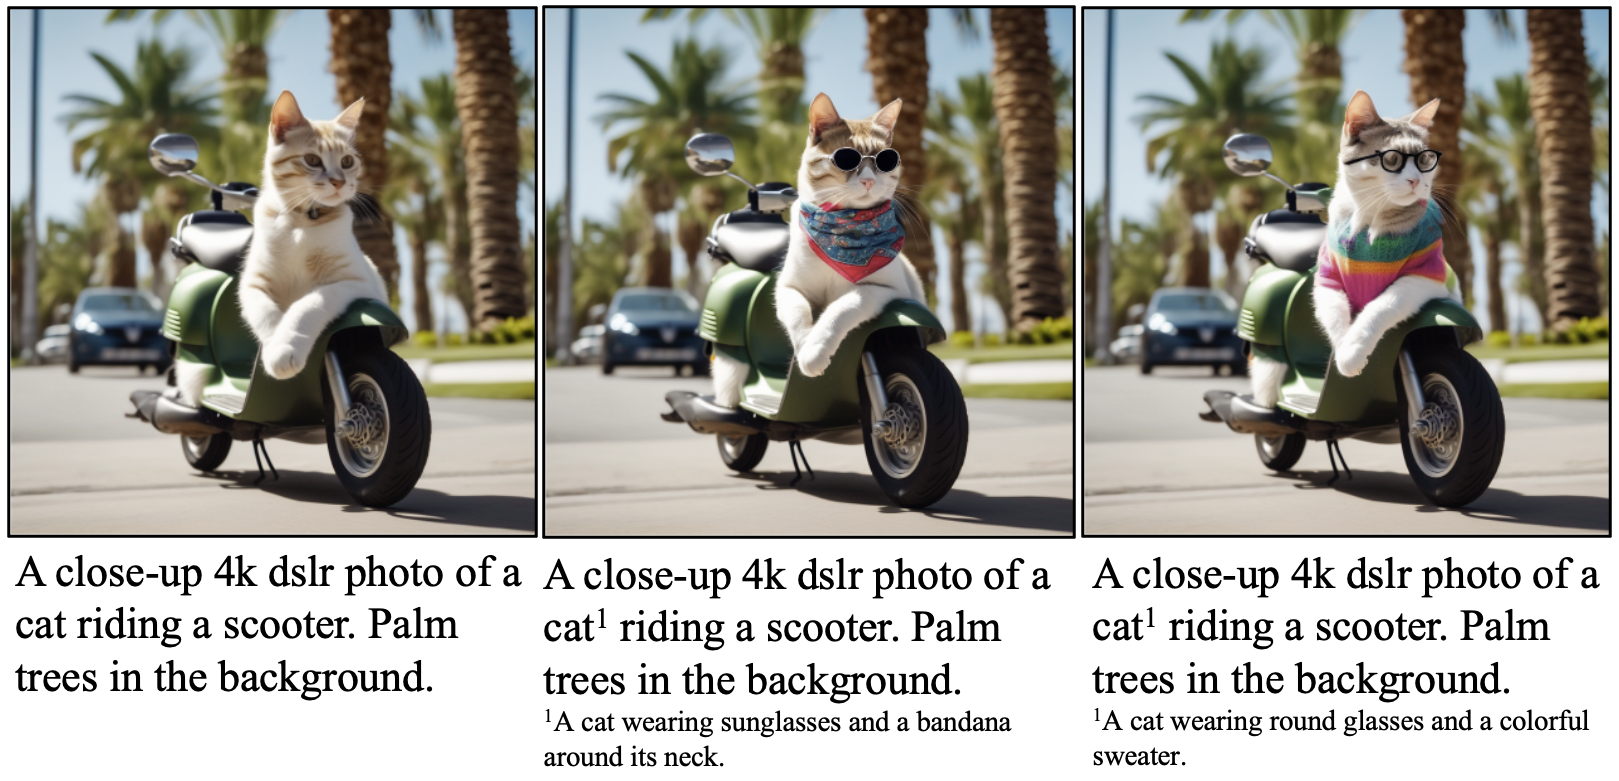 A close-up 4k dslr photo of a
cat riding a scooter. Palm
trees in the background.
A close-up 4k dslr photo of a
cat¹ riding a scooter. Palm
trees in the background.
¹A cat wearing sunglasses and a bandana
around its neck.
A close-up 4k dslr photo of a
cat¹ riding a scooter. Palm
trees in the background.
¹A cat wearing round glasses and a colorful
sweater.